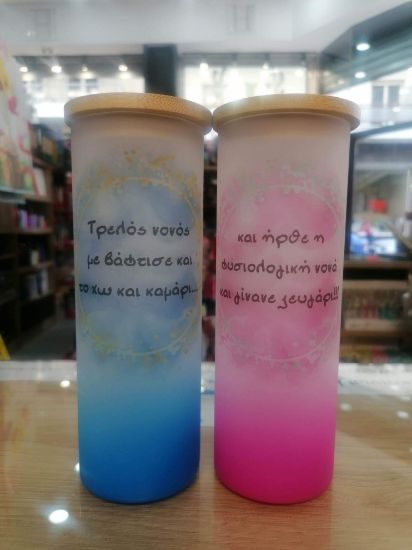 Τρελός νονός
με βάφτισε και
το χω και καμάρι...
και ήρθε η
φυσιολογική νονά
και γίνανε ζευγάρι!!!